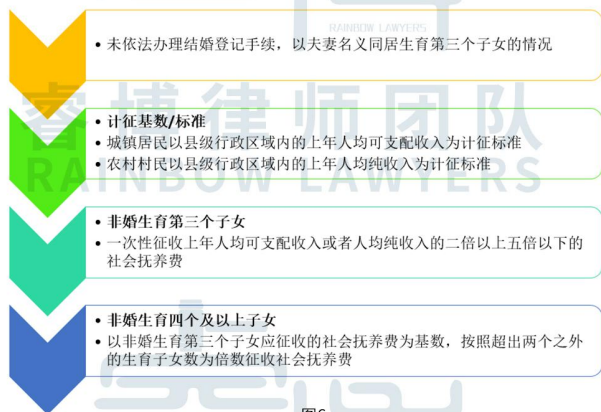 RAINBOW LAWYERS
• 未依法办理结婚登记手续，以夫妻名义同居生育第三个子女的情况
睿博律师团队
RAINBOW LAWYERS
• 计征基数/标准
• 城镇居民以县级行政区域内的上年人均可支配收入为计征标准
• 农村村民以县级行政区域内的上年人均纯收入为计征标准
• 非婚生育第三个子女
• 一次性征收上年人均可支配收入或者人均纯收入的二倍以上五倍以下的
社会抚养费
• 非婚生育四个及以上子女
• 以非婚生育第三个子女应征收的社会抚养费为基数，按照超出两个之外
的生育子女数为倍数征收社会抚养费
图6